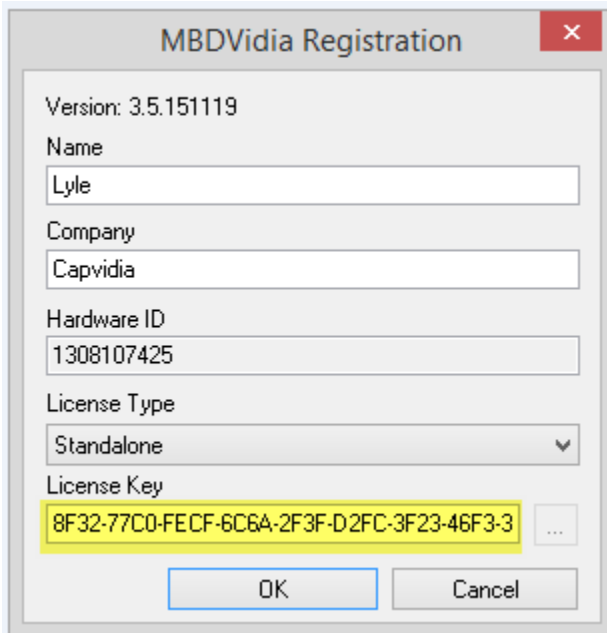 MBDVidia Registration
Version: 3.5.151119
Name
Lyle
Company
Capvidia
Hardware ID
1308107425
License Type
Standalone
License Key
8F32-77C0-FECF-6C6A-2F3F-D2FC-3F23-46F3-3
...
OK
Cancel